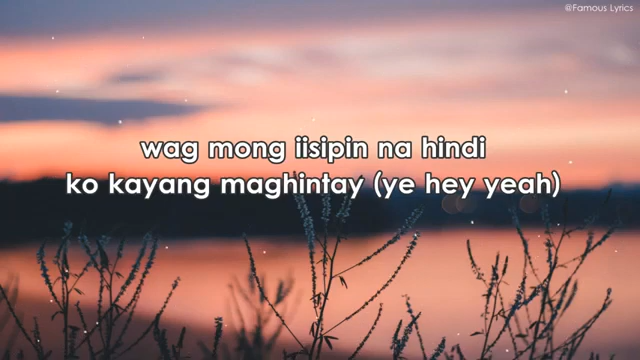 @Famous Lyrics
wag mong iisipin na hindi
ko kayang maghintay (ye hey yeah)